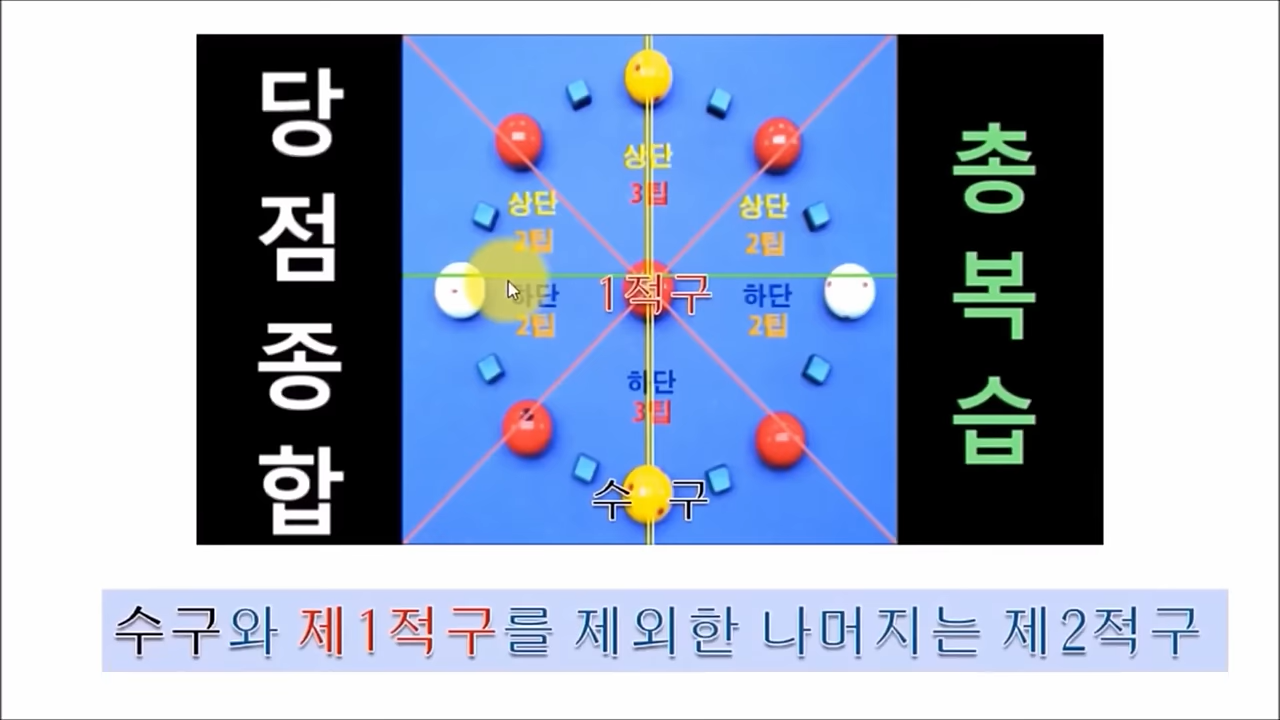 당점종합
총복습
상단
3팁
상단
2팁
상단
2팁
하단
2팁
1적구
하단
2팁
하단
3팁
수구
수구와 제1적구를 제외한 나머지는 제2적구